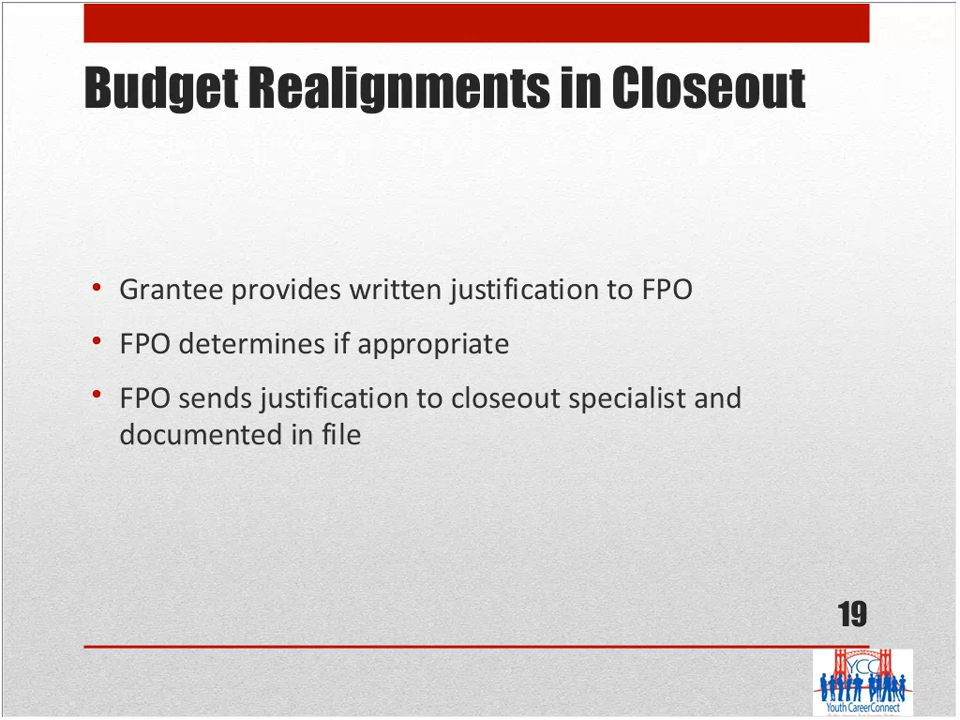 Budget Realignments in Closeout
• Grantee provides written justification to FPO
• FPO determines if appropriate
• FPO sends justification to closeout specialist and
documented in file
19
YCC
Youth CareerConnect